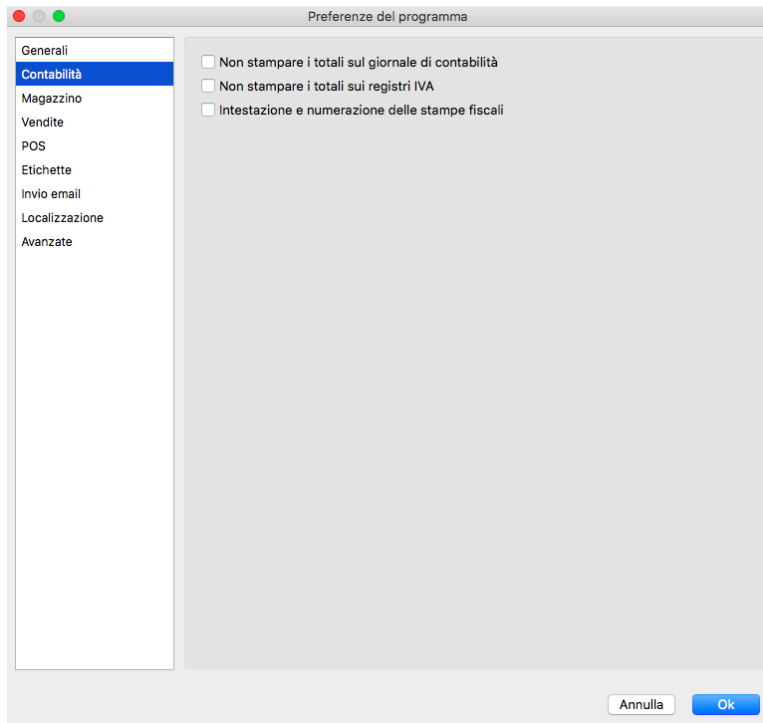 Preferenze del programma
Generali
Contabilità
Magazzino
Vendite
POS
Etichette
Invio email
Localizzazione
Avanzate
Non stampare i totali sul giornale di contabilità
Non stampare i totali sui registri IVA
Intestazione e numerazione delle stampe fiscali
Annulla
Ok